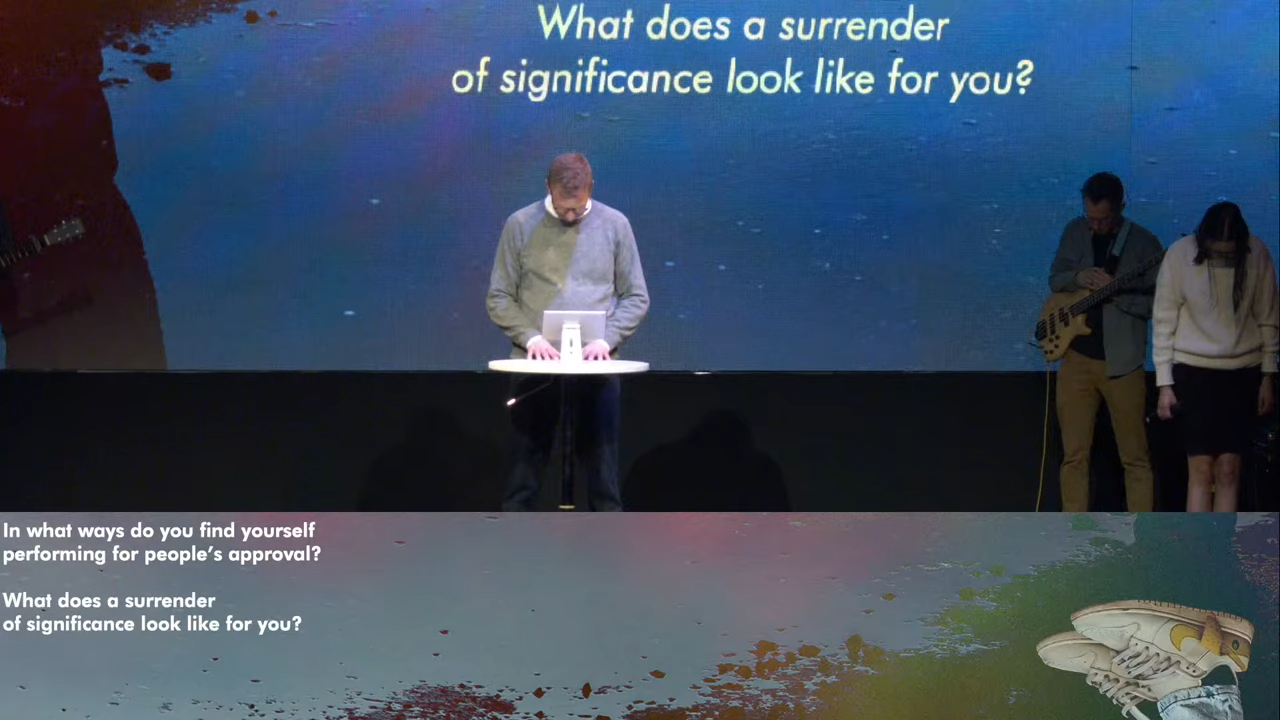 What does a surrender
of significance look like for you?
In what ways do you find yourself
performing for people's approval?
What does a surrender
of significance look like for you?